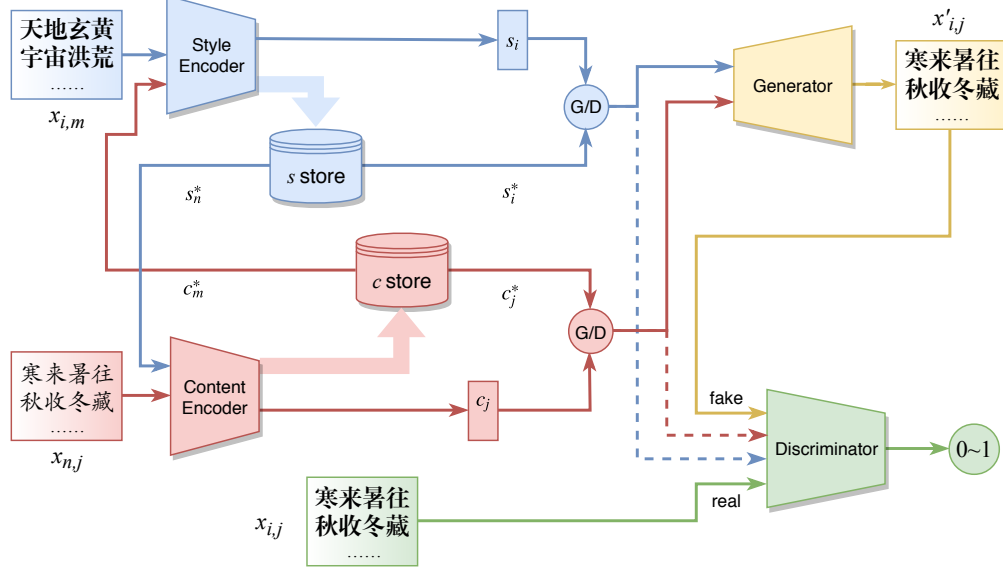 天地玄黄
宇宙洪荒
……
x_{i,m}
Style
Encoder
s_i
G/D
Generator
x'_{i,j}
寒来暑往
秋收冬藏
……
s store
s_n^*
s_i^*
c store
c_m^*
c_j^*
G/D
寒来暑往
秋收冬藏
……
x_{n,j}
Content
Encoder
c_j
fake
Discriminator
0~1
real
x_{i,j}
寒来暑往
秋收冬藏
……